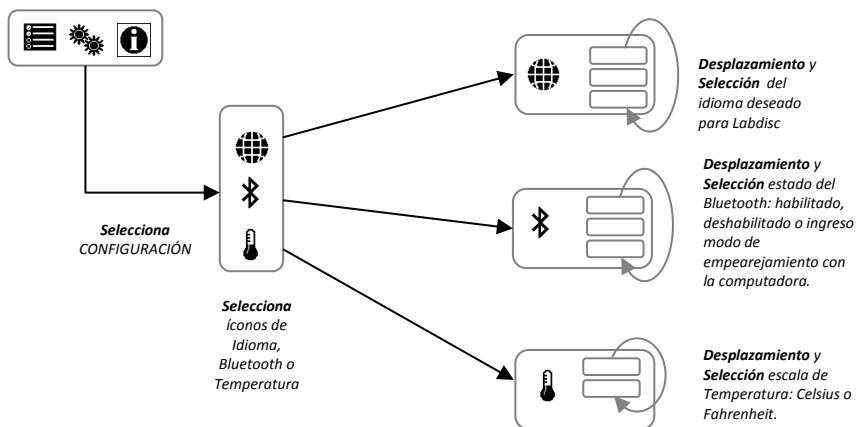 Selecciona
CONFIGURACIÓN
Selecciona
íconos de
Idioma,
Bluetooth o
Temperatura
Desplazamiento y
Selección del
idioma deseado
para Labdisc
Desplazamiento y
Selección estado del
Bluetooth: habilitado,
deshabilitado o ingreso
modo de
empearejamiento con
la computadora.
Desplazamiento y
Selección escala de
Temperatura: Celsius o
Fahrenheit.